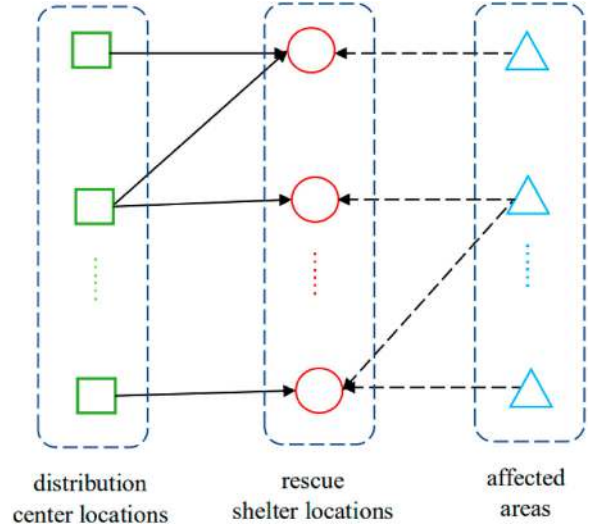 distribution
center locations
rescue
shelter locations
affected
areas